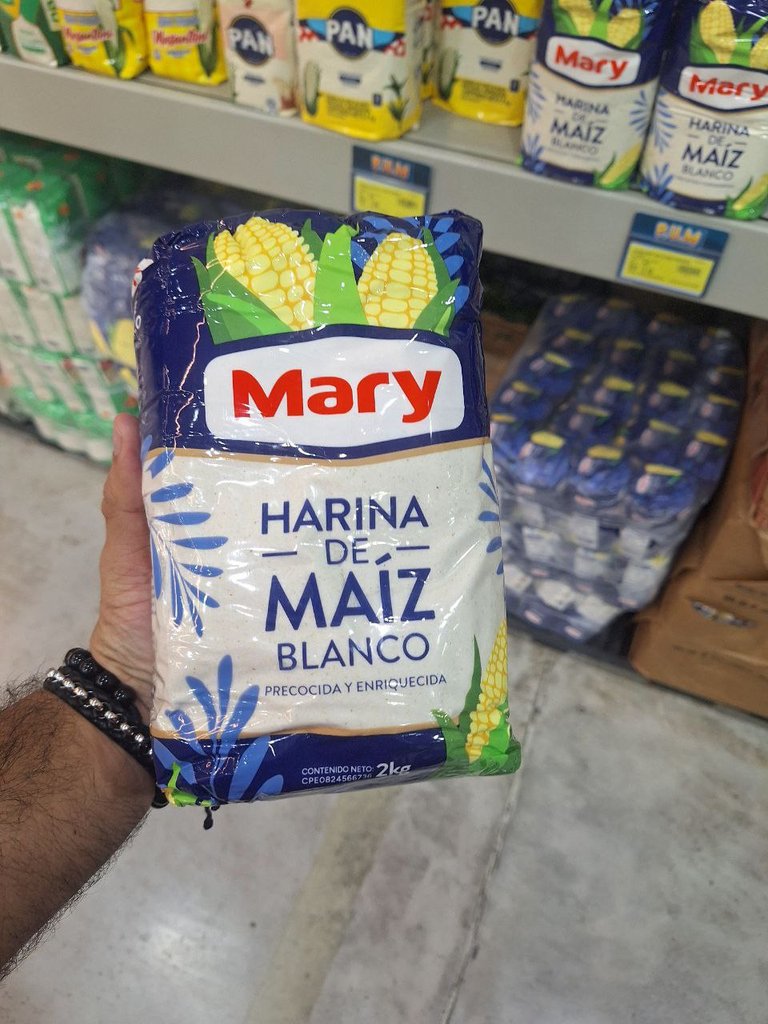 PAN
PAN
PAN
Mary
HARINA
DE
MAÍZ
BLANCO
Mary
HARINA
DE
MAÍZ
BLANCO
Mary
HARINA
DE
MAÍZ
BLANCO
PRECOCIDA Y ENRIQUECIDA
CONTENIDO NETO: 2kg